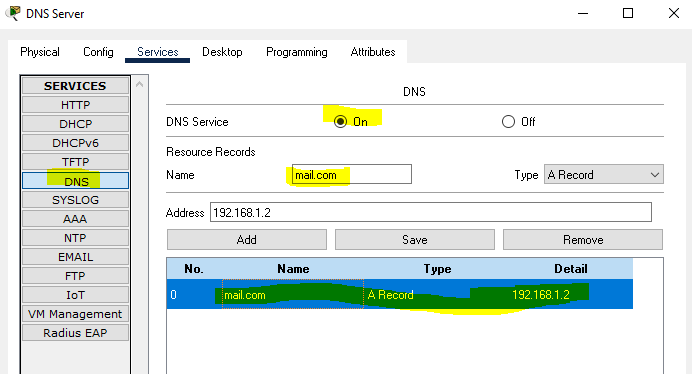 DNS Server
Physical Config Services Desktop Programming Attributes
SERVICES
HTTP
DHCP
DHCPv6
TFTP
DNS
SYSLOG
AAA
NTP
EMAIL
FTP
IoT
VM Management
Radius EAP
DNS
DNS Service On Off
Resource Records
Name mail.com Type A Record
Address 192.168.1.2
Add Save Remove
No. Name Type Detail
0 mail.com A Record 192.168.1.2